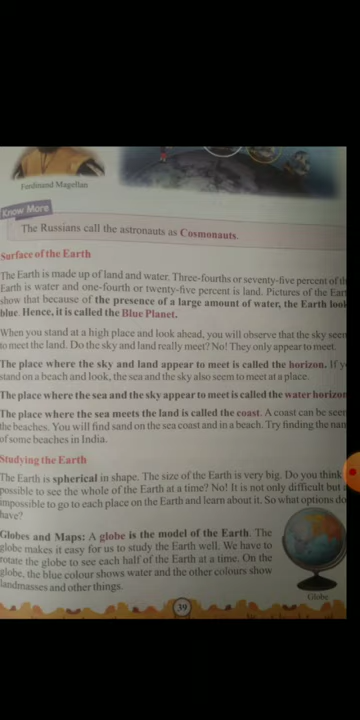 Ferdinand Magellan
Know More
The Russians call the astronauts as Cosmonauts.
Surface of the Earth
The Earth is made up of land and water. Three-fourths or seventy-five percent of th
Earth is water and one-fourth or twenty-five percent is land. Pictures of the Eart
show that because of the presence of a large amount of water, the Earth look
blue. Hence, it is called the Blue Planet.
When you stand at a high place and look ahead, you will observe that the sky seem
to meet the land. Do the sky and land really meet? No! They only appear to meet.
The place where the sky and land appear to meet is called the horizon. If y
stand on a beach and look, the sea and the sky also seem to meet at a place.
The place where the sea and the sky appear to meet is called the water horizon
The place where the sea meets the land is called the coast. A coast can be seen
the beaches. You will find sand on the sea coast and in a beach. Try finding the nam
of some beaches in India.
Studying the Earth
The Earth is spherical in shape. The size of the Earth is very big. Do you think
possible to see the whole of the Earth at a time? No! It is not only difficult but a
impossible to go to each place on the Earth and learn about it. So what options do
have?
Globes and Maps: A globe is the model of the Earth. The
globe makes it easy for us to study the Earth well. We have to
rotate the globe to see each half of the Earth at a time. On the
globe, the blue colour shows water and the other colours show
landmasses and other things.
Globe
39